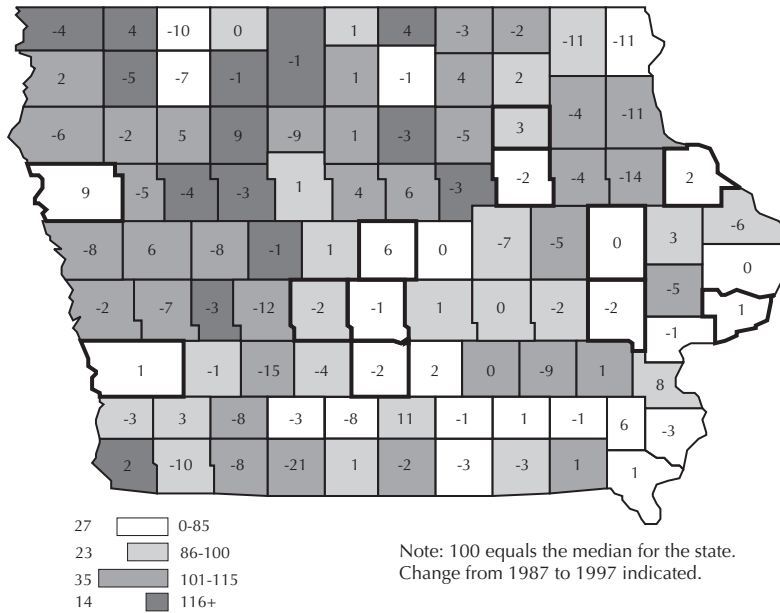 -4 4 -10 0 -1 1 4 -3 -2 -11 -11
2 -5 -7 -1 1 -1 4 2
-6 -2 5 9 -9 1 -3 -5 3 -4 -11
9 -5 -4 -3 1 4 6 -3 -2 -4 -14 2
-8 6 -8 -1 1 6 0 -7 -5 0 3 -6
0
-2 -7 -3 -12 -2 -1 1 0 -2 -2 -5 1
-1
1 -1 -15 -4 -2 2 0 -9 1 8
-3 3 -8 -3 -8 11 -1 1 -1 6 -3
2 -10 -8 -21 1 -2 -3 -3 1 1
27 0-85
23 86-100
35 101-115
14 116+
Note: 100 equals the median for the state.
Change from 1987 to 1997 indicated.